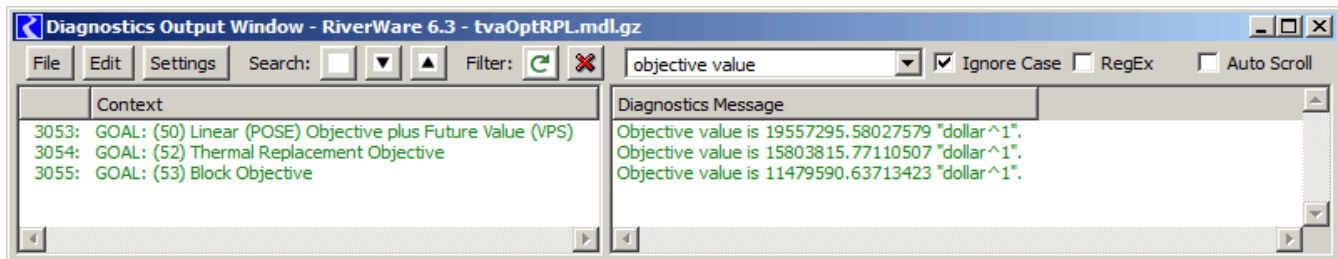 Diagnostics Output Window - RiverWare 6.3 - tvaOptRPL.mdl.gz
File Edit Settings Search: Filter: objective value Ignore Case RegEx Auto Scroll
Context Diagnostics Message
3053: GOAL: (50) Linear (POSE) Objective plus Future Value (VPS) Objective value is 19557295.58027579 "dollar^1".
3054: GOAL: (52) Thermal Replacement Objective Objective value is 15803815.77110507 "dollar^1".
3055: GOAL: (53) Block Objective Objective value is 11479590.63713423 "dollar^1".